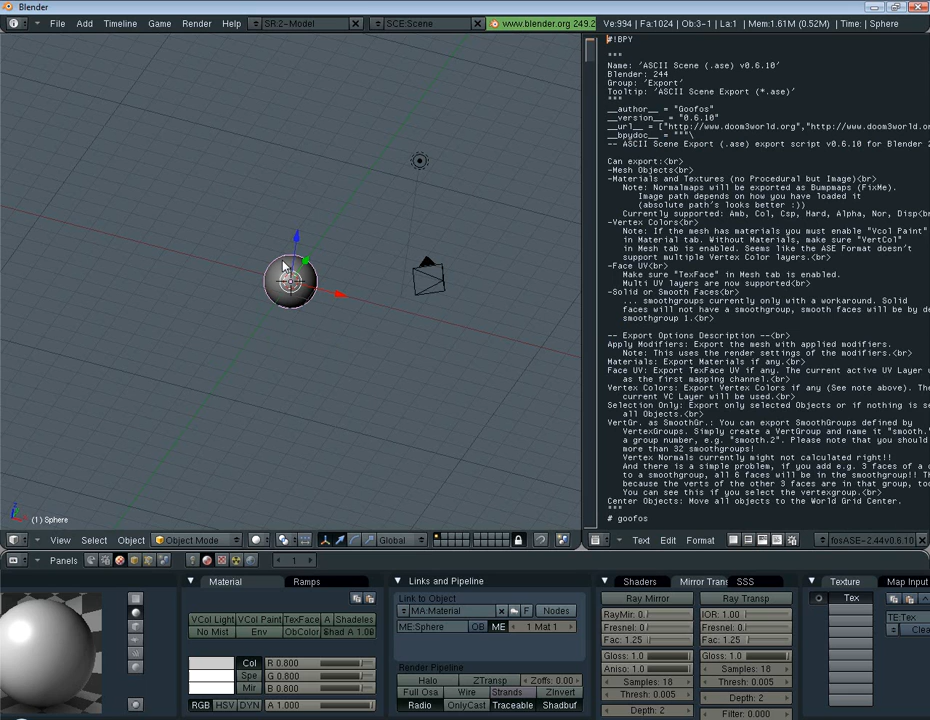 Blender
File Add Timeline Game Render Help SR:2-Model SCE:Scene www.blender.org 249.2 Ve:994 | Fa:1024 | Ob:3-1 | La:1 | Mem:1.61M (0.52M) | Time: | Sphere
#!BPY
"""
Name: 'ASCII Scene (.ase) v0.6.10'
Blender: 244
Group: 'Export'
Tooltip: 'ASCII Scene Export (*.ase)'
"""
__author__ = "Goofos"
__version__ = "0.6.10"
__url__ = ["http://www.doom3world.org","http://www.doom3world.or
__bpydoc__ = """\
-- ASCII Scene Export (.ase) export script v0.6.10 for Blender 2
Can export:<br>
-Mesh Objects<br>
-Materials and Textures (no Procedural but Image)<br>
Note: Normalmaps will be exported as Bumpmaps (FixMe).
Image path depends on how you have loaded it
(absolute path's looks better :))
Currently supported: Amb, Col, Csp, Hard, Alpha, Nor, Disp<br
-Vertex Colors<br>
Note: If the mesh has materials you must enable "Vcol Paint"
in Material tab. Without Materials, make sure "VertCol"
in Mesh tab is enabled. Seems like the ASE Format doesn't
support multiple Vertex Color layers.<br>
-Face UV<br>
Make sure "TexFace" in Mesh tab is enabled.
Multi UV layers are now supported<br>
-Solid or Smooth Faces<br>
... smoothgroups currently only with a workaround. Solid
faces will not have a smoothgroup, smooth faces will be by de
smoothgroup 1.<br>
-- Export Options Description --<br>
Apply Modifiers: Export the mesh with applied modifiers.
Note: This uses the render settings of the modifiers.<br>
Materials: Export Materials if any.<br>
Face UV: Export TexFace UV if any. The current active UV Layer w
as the first mapping channel.<br>
Vertex Colors: Export Vertex Colors if any (See note above). The
current VC Layer will be used.<br>
Selection Only: Export only selected Objects or if nothing is se
all Objects.<br>
VertGr. as SmoothGr.: You can export SmoothGroups defined by
VertexGroups. Simply create a VertGroup and name it "smooth."
a group number, e.g. "smooth.2". Please note that you should
more than 32 smoothgroups!
Vertex Normals currently might not calculated right!!
And there is a simple problem, if you add e.g. 3 faces of a c
to a smoothgroup, all 6 faces will be in the smoothgroup!! T
because the verts of the other 3 faces are in that group, too
You can see this if you select the vertexgroup.<br>
Center Objects: Move all objects to the World Grid Center.
"""
# goofos
(1) Sphere
View Select Object Object Mode Global Text Edit Format fosASE-2.44v0.6.10
Panels 1
Material Ramps Links and Pipeline Shaders Mirror Trans SSS Texture Map Input
Link to Object Ray Mirror Ray Transp Tex
MA:Material F Nodes
VCol Light VCol Paint TexFace A Shadeles
No Mist Env ObColor Shad A 1.00
ME:Sphere OB ME 1 Mat 1
RayMir: 0. IOR: 1.00 TE:Tex
Fresnel: 0. Fresnel: 0. Clea
Fac: 1.25 Fac: 1.25
Gloss: 1.0 Gloss: 1.0
Col R 0.800
Spe G 0.800
Mir B 0.800
Render Pipeline
Aniso: 1.0 Samples: 18
Halo ZTransp Zoffs: 0.00
Samples: 18 Thresh: 0.005
Full Osa Wire Strands ZInvert
Thresh: 0.005 Depth: 2
RGB HSV DYN A 1.000
Radio OnlyCast Traceable Shadbuf
Depth: 2 Filter: 0.000